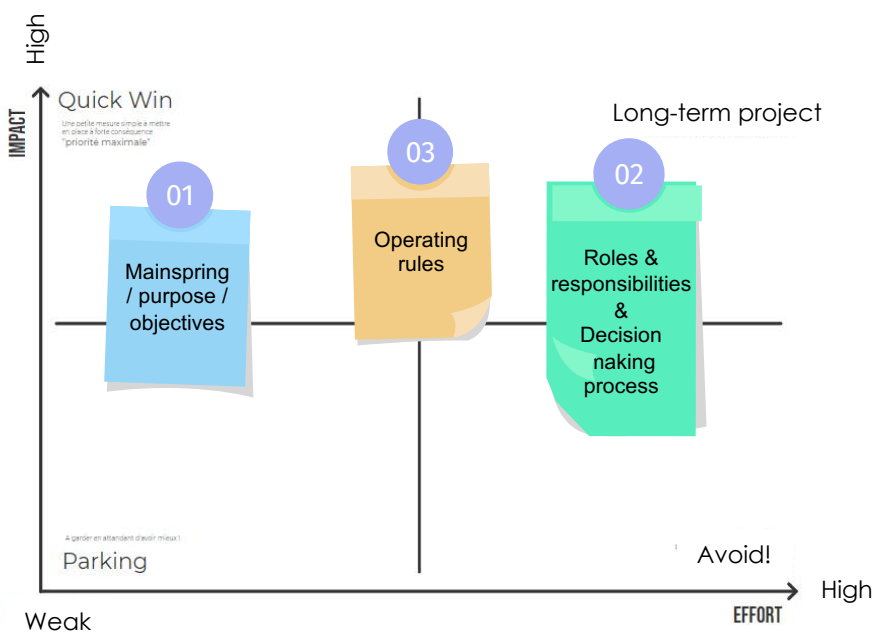 High
IMPACT
Quick Win
Une petite mesure simple à mettre
en place à forte conséquence
"priorité maximale"
Long-term project
01
03
02
Mainspring
/ purpose /
objectives
Operating
rules
Roles &
responsibilities
&
Decision
making
process
A garder en attendant d'avoir mieux !
Parking
Avoid!
High
EFFORT
Weak